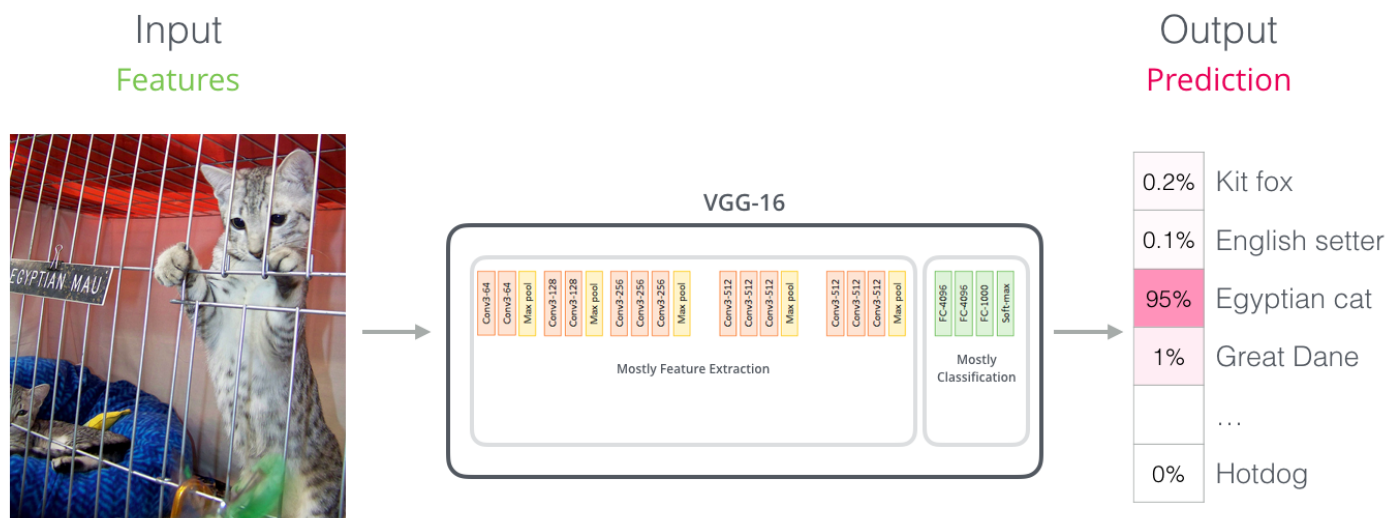 Input
Features
Output
Prediction
EGYPTIAN MAU
VGG-16
Conv3-64
Conv3-64
Max pool
Conv3-128
Conv3-128
Max pool
Conv3-256
Conv3-256
Conv3-256
Max pool
Conv3-512
Conv3-512
Conv3-512
Max pool
Conv3-512
Conv3-512
Conv3-512
Max pool
Mostly Feature Extraction
FC-4096
FC-4096
FC-1000
Soft-max
Mostly
Classification
0.2% Kit fox
0.1% English setter
95% Egyptian cat
1% Great Dane
...
0% Hotdog